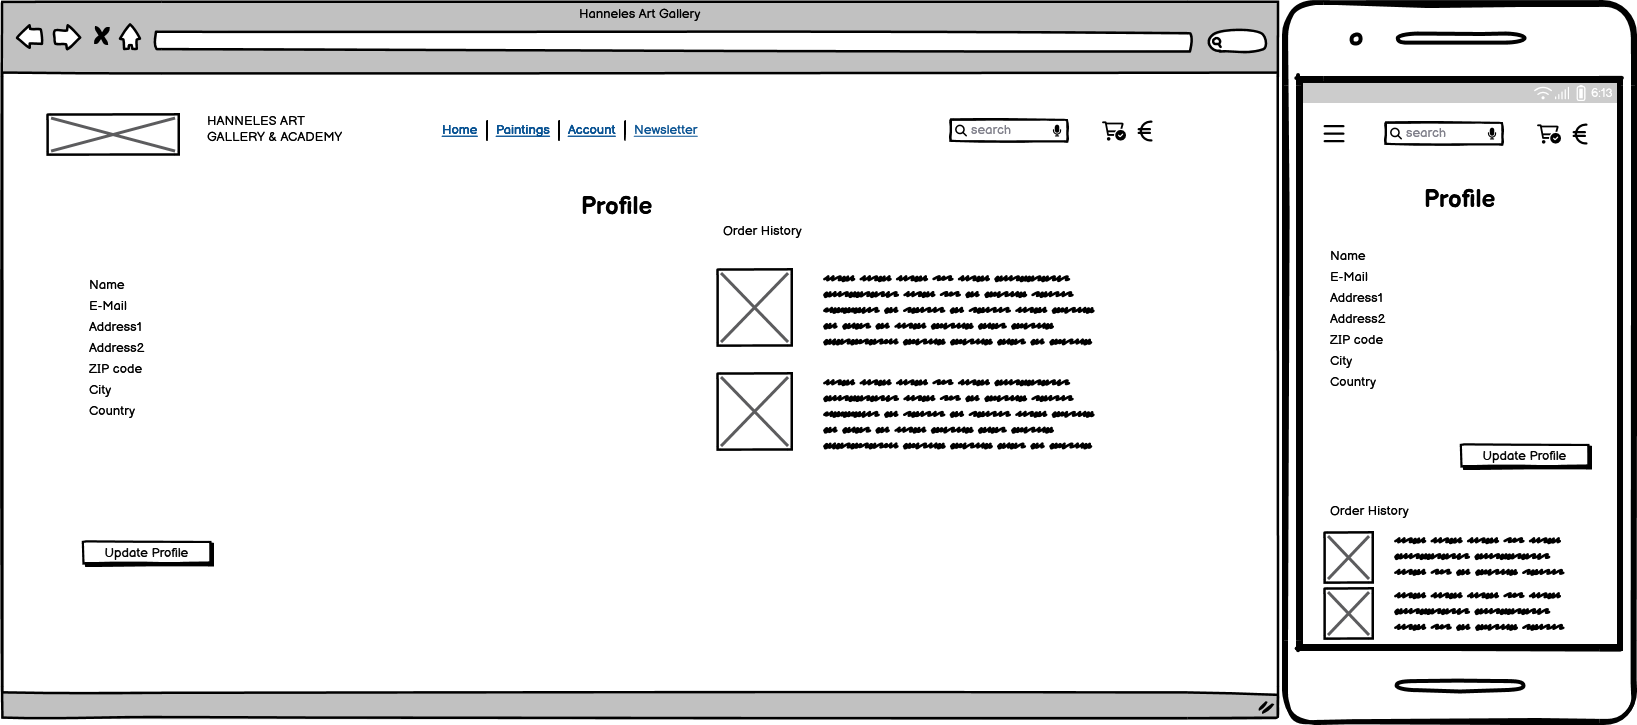 Hanneles Art Gallery
HANNELES ART
GALLERY & ACADEMY
Home Paintings Account Newsletter
search
€
Profile
Order History
Name
E-Mail
Address1
Address2
ZIP code
City
Country
Update Profile
6:13
search
€
Profile
Name
E-Mail
Address1
Address2
ZIP code
City
Country
Update Profile
Order History